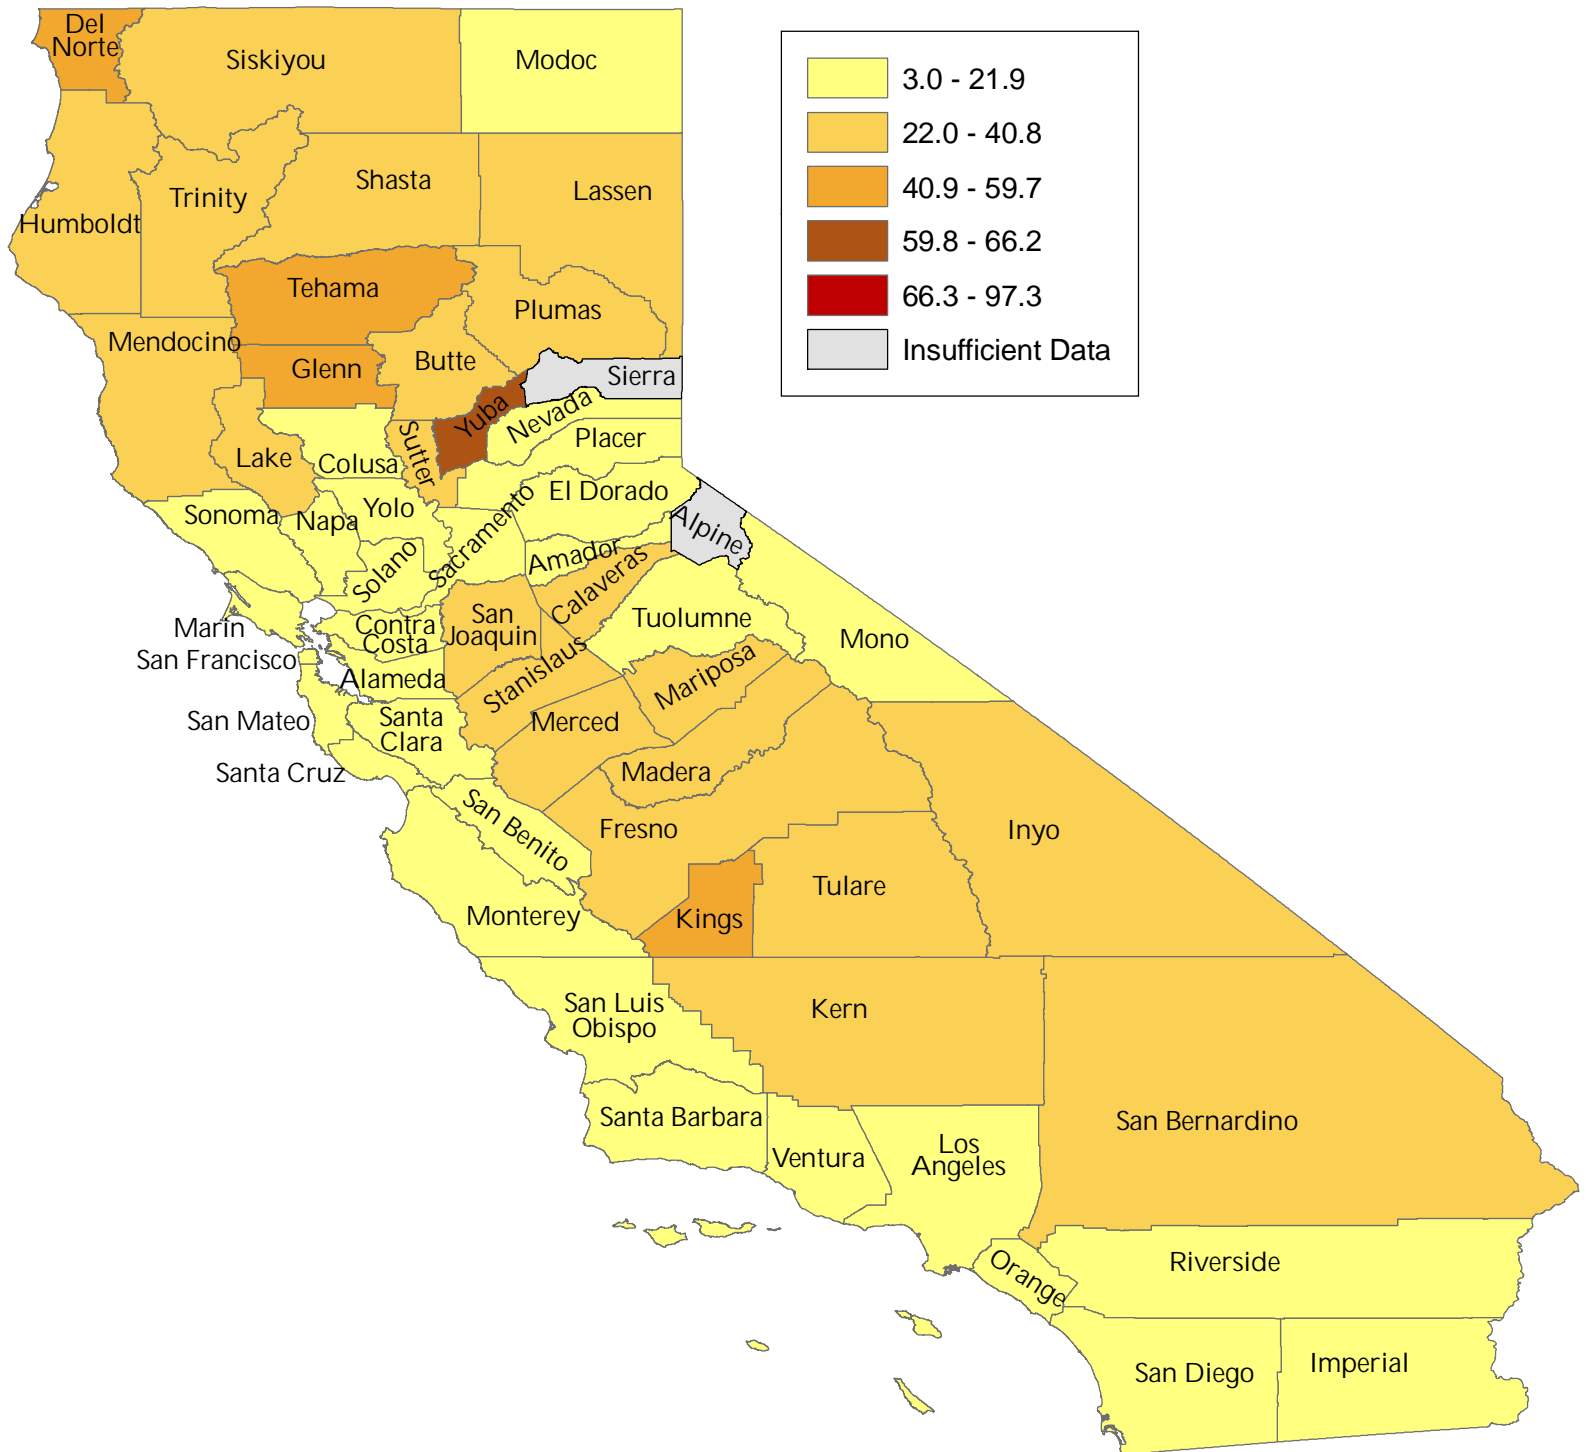 Del
Norte
Siskiyou
Modoc
3.0 - 21.9
22.0 - 40.8
40.9 - 59.7
59.8 - 66.2
66.3 - 97.3
Insufficient Data
Shasta
Lassen
Trinity
Humboldt
Tehama
Plumas
Mendocino
Butte
Glenn
Sierra
Yuba
Nevada
Placer
Sutter
Lake
Colusa
El Dorado
Yolo
Sonoma
Napa
Sacramento
Alpine
Solano
Amador
Calaveras
San
Joaquin
Tuolumne
Contra
Costa
Marin
Mono
San Francisco
Stanislaus
Mariposa
Alameda
San Mateo
Santa
Clara
Merced
Santa Cruz
Madera
San Benito
Fresno
Inyo
Tulare
Monterey
Kings
San Luis
Obispo
Kern
Santa Barbara
San Bernardino
Ventura
Los
Angeles
Orange
Riverside
San Diego
Imperial